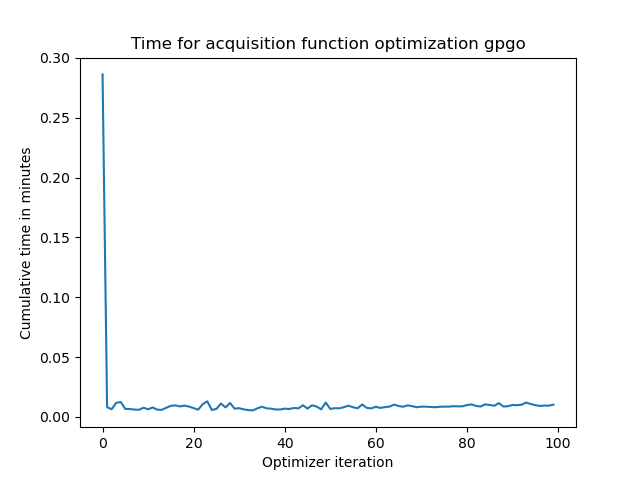 Time for acquisition function optimization gpgo
0.30
0.25
0.20
0.15
0.10
0.05
0.00
Cumulative time in minutes
0 20 40 60 80 100
Optimizer iteration